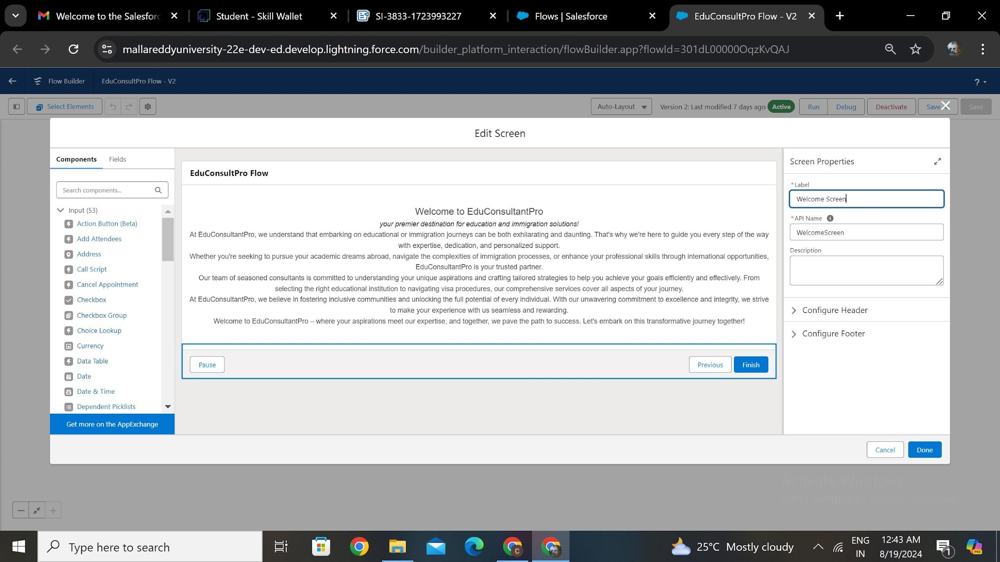 Welcome to the Salesforc
Student - Skill Wallet
SI-3833-1723993227
Flows | Salesforce
EduConsultPro Flow - V2
mallareddyuniversity-22e-dev-ed.develop.lightning.force.com/builder_platform_interaction/flowBuilder.app?flowId=301dL00000OqzKvQAJ
Flow Builder
EduConsultPro Flow - V2
?
Select Elements
Auto-Layout
Version 2: Last modified 7 days ago
Active
Run
Debug
Deactivate
Save
Save
Edit Screen
Components
Fields
Search components...
Input (53)
Action Button (Beta)
Add Attendees
Address
Call Script
Cancel Appointment
Checkbox
Checkbox Group
Choice Lookup
Currency
Data Table
Date
Date & Time
Dependent Picklists
Get more on the AppExchange
EduConsultPro Flow
Welcome to EduConsultantPro
your premier destination for education and immigration solutions!
At EduConsultantPro, we understand that embarking on educational or immigration journeys can be both exhilarating and daunting. That's why we're here to guide you every step of the way
with expertise, dedication, and personalized support.
Whether you're seeking to pursue your academic dreams abroad, navigate the complexities of immigration processes, or enhance your professional skills through international opportunities,
EduConsultantPro is your trusted partner.
Our team of seasoned consultants is committed to understanding your unique aspirations and crafting tailored strategies to help you achieve your goals efficiently and effectively. From
selecting the right educational institution to navigating visa procedures, our comprehensive services cover all aspects of your journey.
At EduConsultantPro, we believe in fostering inclusive communities and unlocking the full potential of every individual. With our unwavering commitment to excellence and integrity, we strive
to make your experience with us seamless and rewarding.
Welcome to EduConsultantPro – where your aspirations meet our expertise, and together, we pave the path to success. Let's embark on this transformative journey together!
Pause
Previous
Finish
Screen Properties
* Label
Welcome Screen
* API Name
WelcomeScreen
Description
Configure Header
Configure Footer
Cancel
Done
Activate Windows
Go to Settings to activate Windows.
Type here to search
C
25°C Mostly cloudy
ENG
IN
12:43 AM
8/19/2024
1
PRE